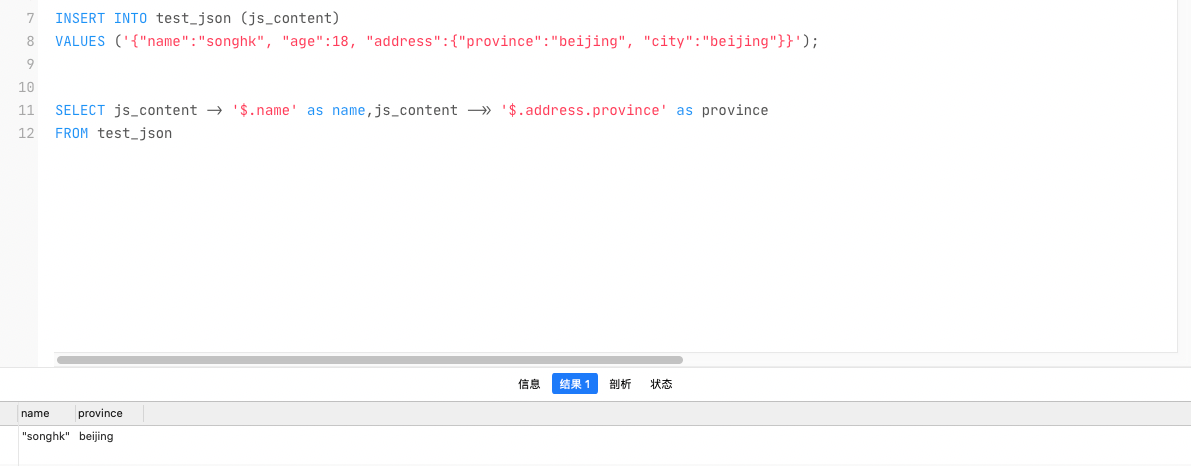 7 INSERT INTO test_json (js_content)
8 VALUES ('{"name":"songhk", "age":18, "address":{"province":"beijing", "city":"beijing"}}');
9
10
11 SELECT js_content -> '$.name' as name,js_content ->> '$.address.province' as province
12 FROM test_json
信息 结果 1 剖析 状态
name province
"songhk" beijing